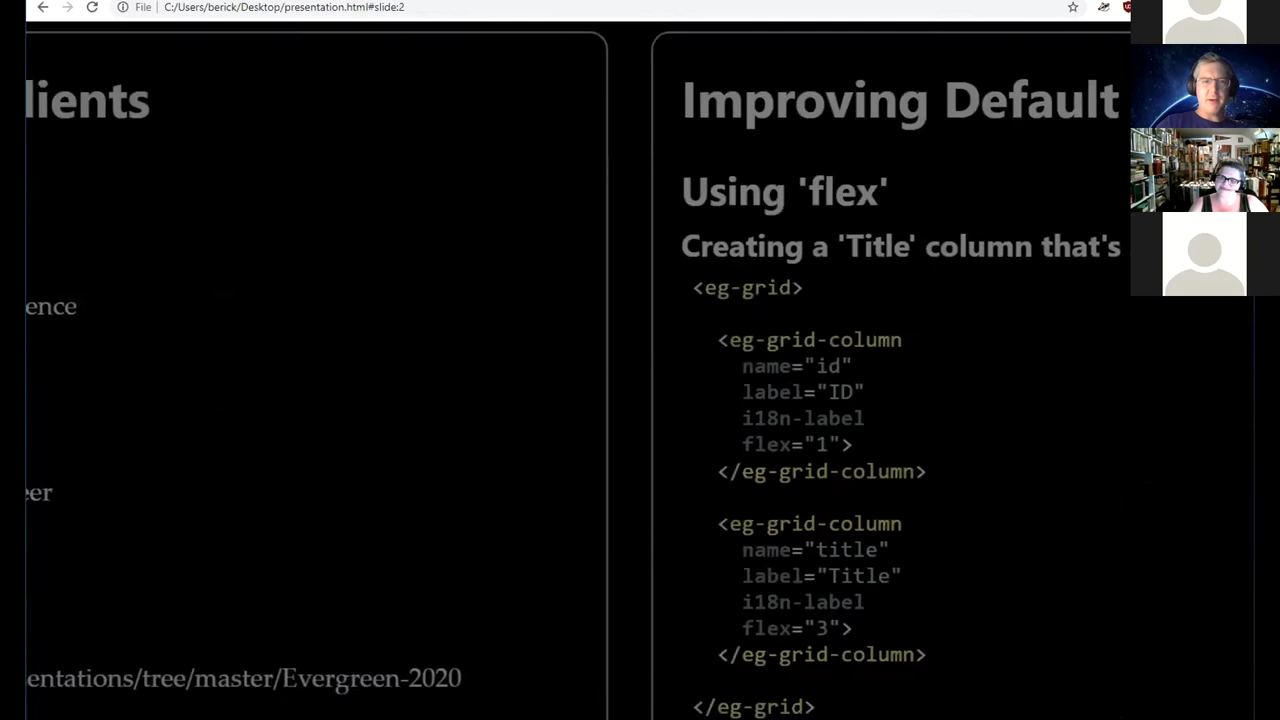 File
C:/Users/berick/Desktop/presentation.html#slide:2
lients
ence
eer
entations/tree/master/Evergreen-2020
Improving Default
Using 'flex'
Creating a 'Title' column that's
<eg-grid>
<eg-grid-column
name="id"
label="ID"
i18n-label
flex="1">
</eg-grid-column>
<eg-grid-column
name="title"
label="Title"
i18n-label
flex="3">
</eg-grid-column>
</eg-grid>